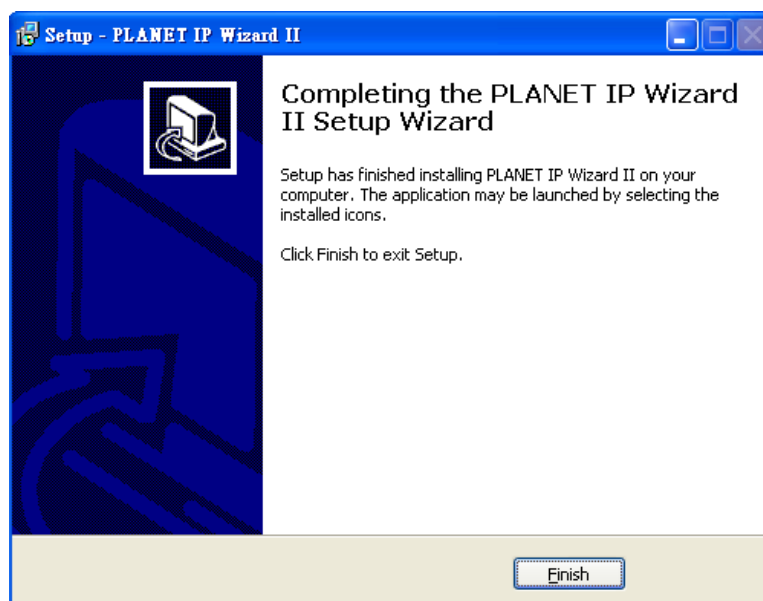 Setup - PLANET IP Wizard II
Completing the PLANET IP Wizard
II Setup Wizard
Setup has finished installing PLANET IP Wizard II on your
computer. The application may be launched by selecting the
installed icons.
Click Finish to exit Setup.
Finish